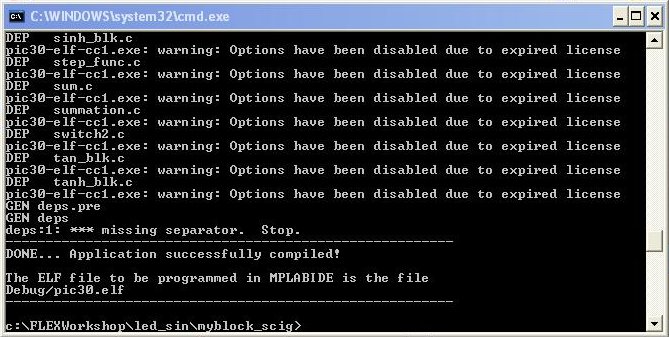 C:\WINDOWS\system32\cmd.exe
DEP   sinh_blk.c
pic30-elf-cc1.exe: warning: Options have been disabled due to expired license
DEP   step_func.c
pic30-elf-cc1.exe: warning: Options have been disabled due to expired license
DEP   sum.c
pic30-elf-cc1.exe: warning: Options have been disabled due to expired license
DEP   summation.c
pic30-elf-cc1.exe: warning: Options have been disabled due to expired license
DEP   switch2.c
pic30-elf-cc1.exe: warning: Options have been disabled due to expired license
DEP   tan_blk.c
pic30-elf-cc1.exe: warning: Options have been disabled due to expired license
DEP   tanh_blk.c
pic30-elf-cc1.exe: warning: Options have been disabled due to expired license
GEN deps.pre
GEN deps
deps:1: *** missing separator.  Stop.
DONE... Application successfully compiled!
The ELF file to be programmed in MPLABIDE is the file
Debug/pic30.elf
c:\FLEXWorkshop\led_sin\myblock_scig>